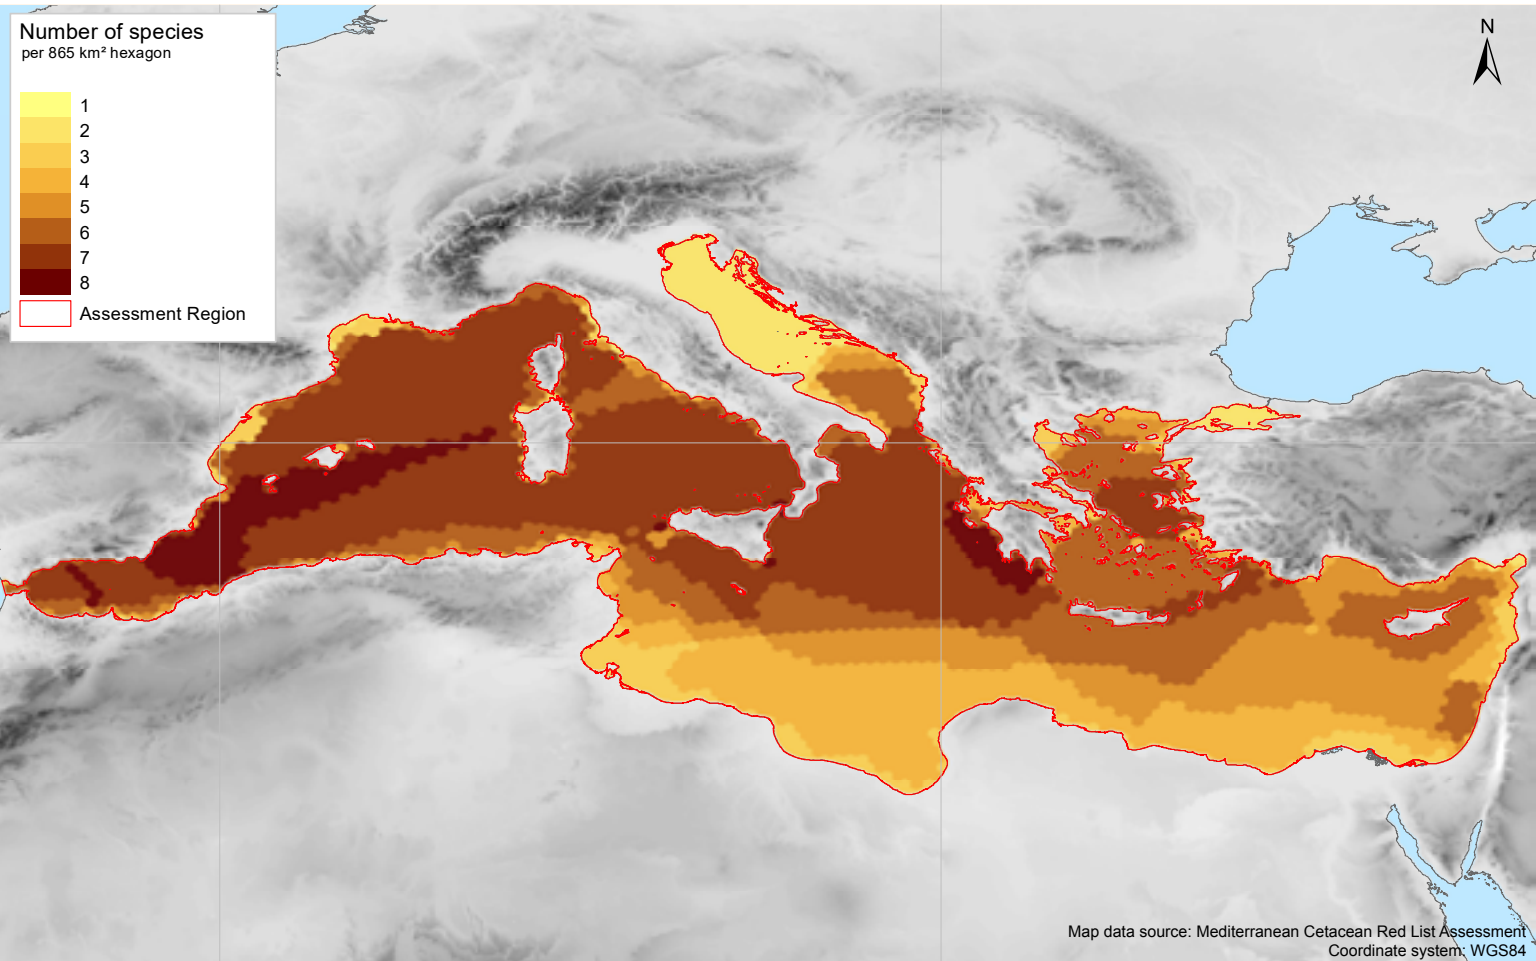 Number of species
per 865 km² hexagon
1
2
3
4
5
6
7
8
Assessment Region
N
Map data source: Mediterranean Cetacean Red List Assessment
Coordinate system: WGS84